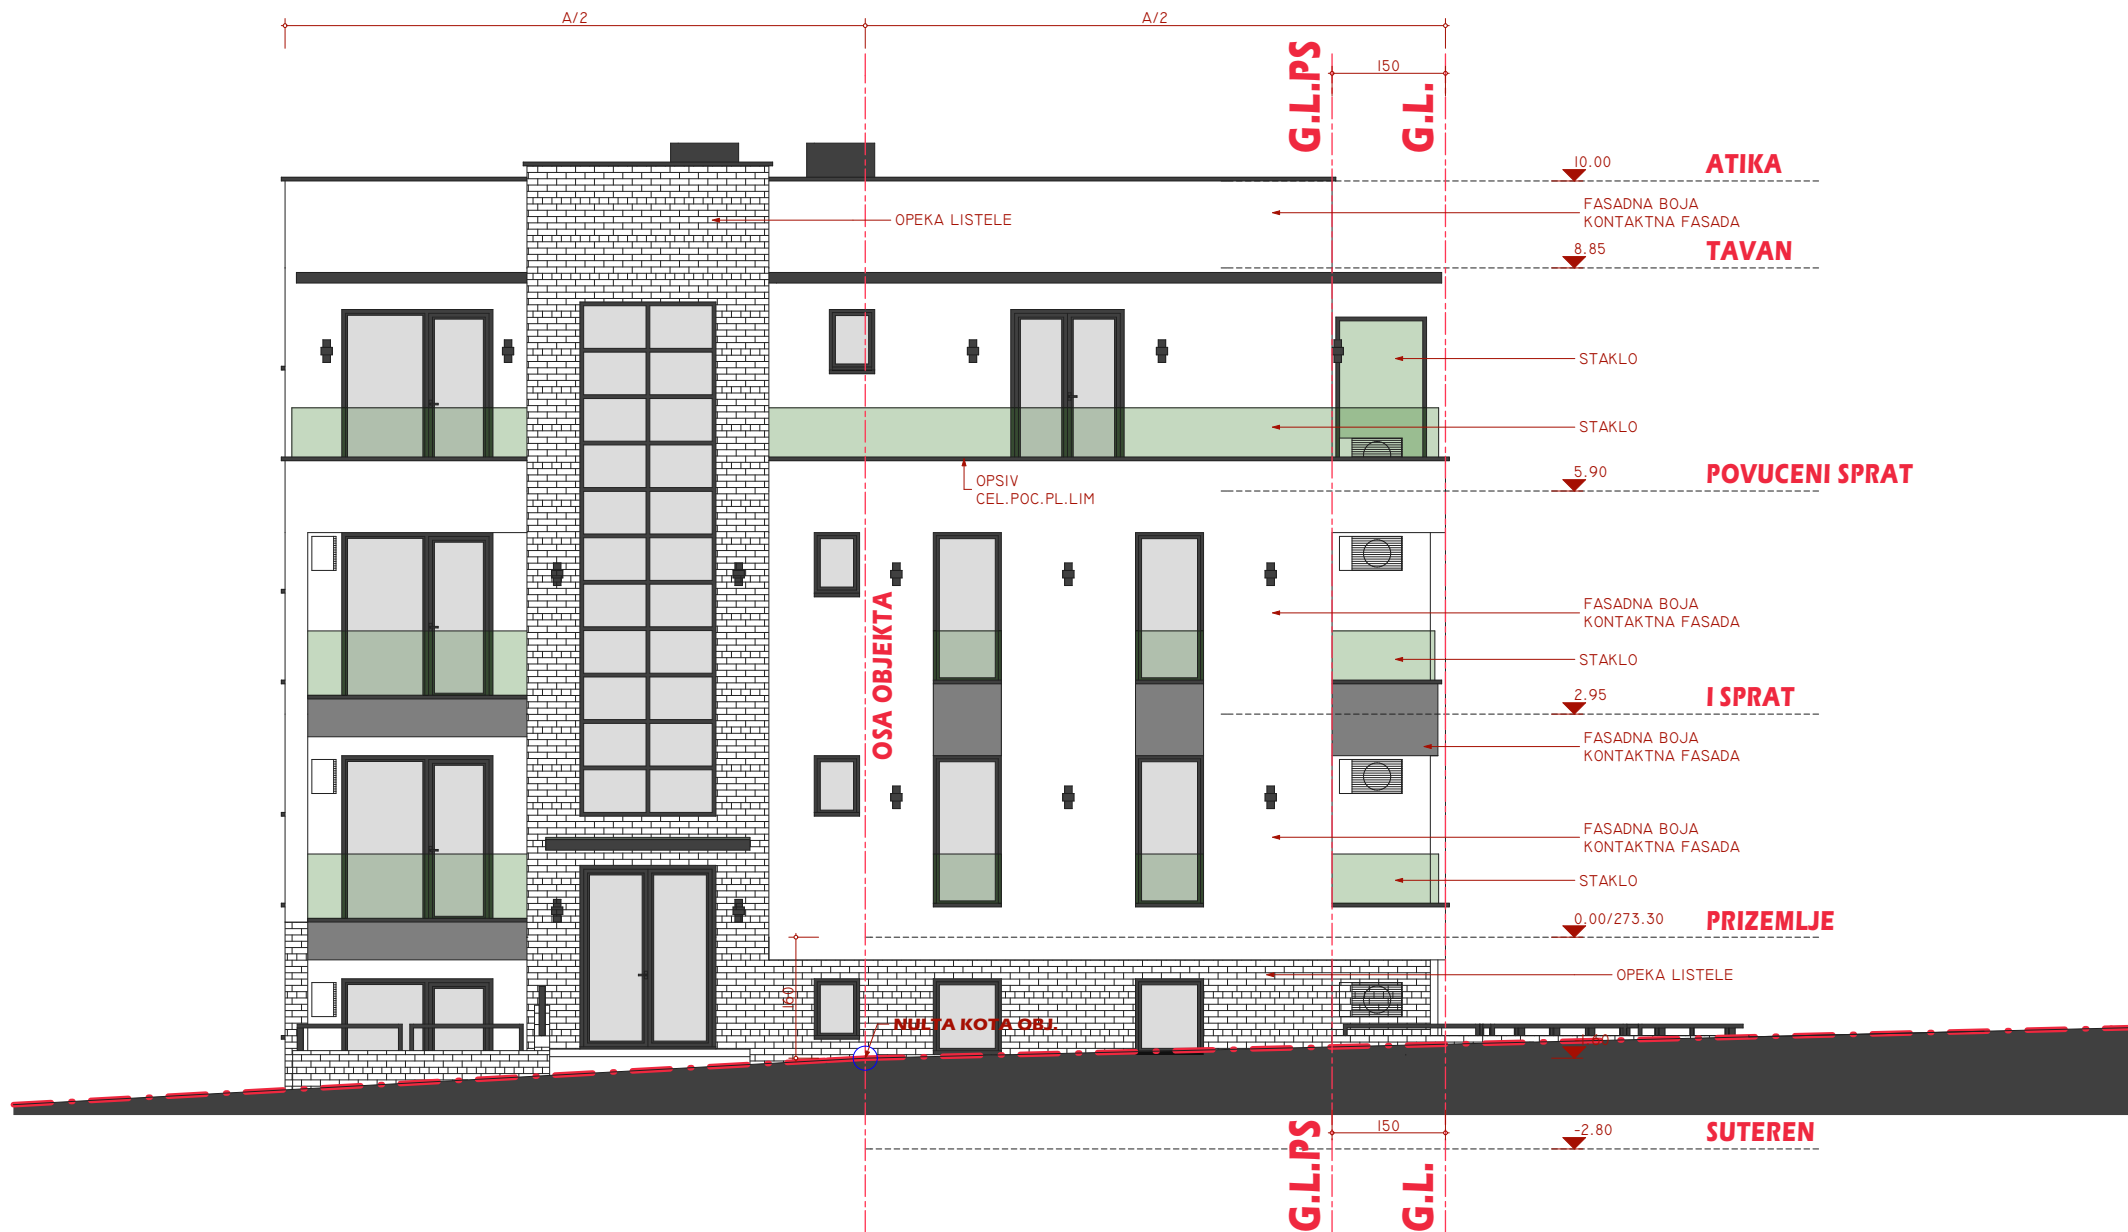 A/2
A/2
G.L.PS
150
G.L.
10.00
ATIKA
OPEKA LISTELE
FASADNA BOJA
KONTAKTNA FASADA
8.85
TAVAN
STAKLO
STAKLO
5.90
POVUCENI SPRAT
OPSIV
CEL.POC.PL.LIM
OSA OBJEKTA
FASADNA BOJA
KONTAKTNA FASADA
STAKLO
2.95
I SPRAT
FASADNA BOJA
KONTAKTNA FASADA
FASADNA BOJA
KONTAKTNA FASADA
STAKLO
0.00/273.30
PRIZEMLJE
OPEKA LISTELE
160
NULTA KOTA OBJ.
G.L.PS
150
G.L.
-2.80
SUTEREN